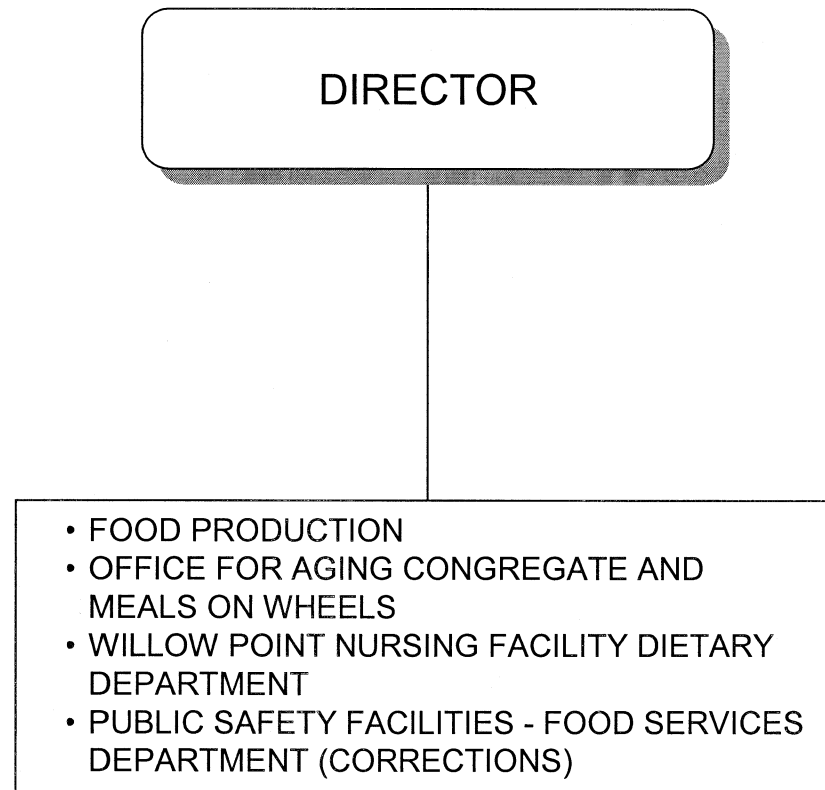 DIRECTOR
• FOOD PRODUCTION
• OFFICE FOR AGING CONGREGATE AND
MEALS ON WHEELS
• WILLOW POINT NURSING FACILITY DIETARY
DEPARTMENT
• PUBLIC SAFETY FACILITIES - FOOD SERVICES
DEPARTMENT (CORRECTIONS)